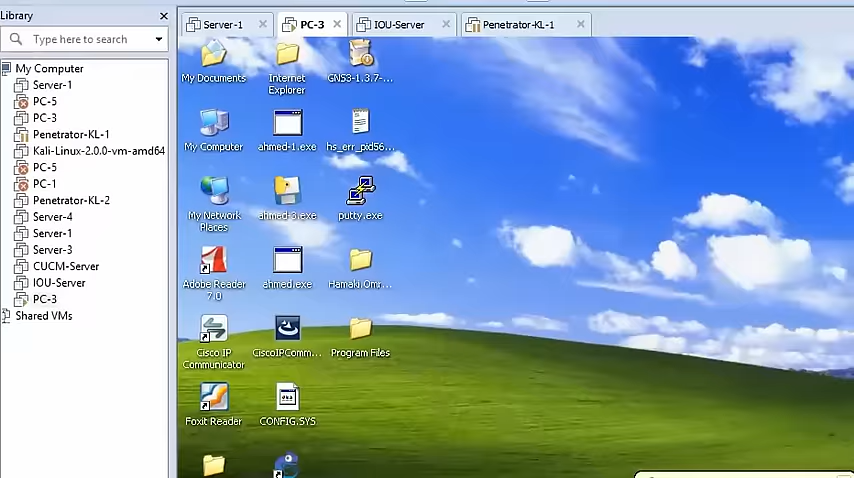 Library
Type here to search
My Computer
Server-1
PC-5
PC-3
Penetrator-KL-1
Kali-Linux-2.0.0-vm-amd64
PC-5
PC-1
Penetrator-KL-2
Server-4
Server-1
Server-3
CUCM-Server
IOU-Server
PC-3
Shared VMs
Server-1
PC-3
IOU-Server
Penetrator-KL-1
My Documents
Internet
Explorer
GNS3-1.3.7-...
My Computer
ahmed-1.exe
hs_err_pid56...
My Network
Places
ahmed-3.exe
putty.exe
Adobe Reader
7.0
ahmed.exe
Hamaki.Omr...
Cisco IP
Communicator
CiscoIPComm...
Program Files
Foxit Reader
CONFIG.SYS